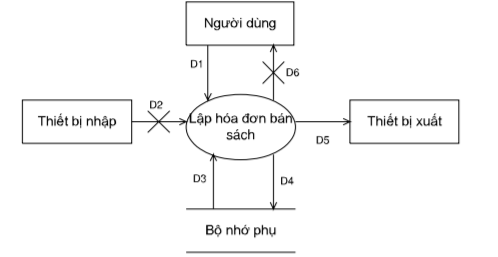 Người dùng
D1
D6
D2
Thiết bị nhập
Lập hóa đơn bán
sách
Thiết bị xuất
D5
D3
D4
Bộ nhớ phụ